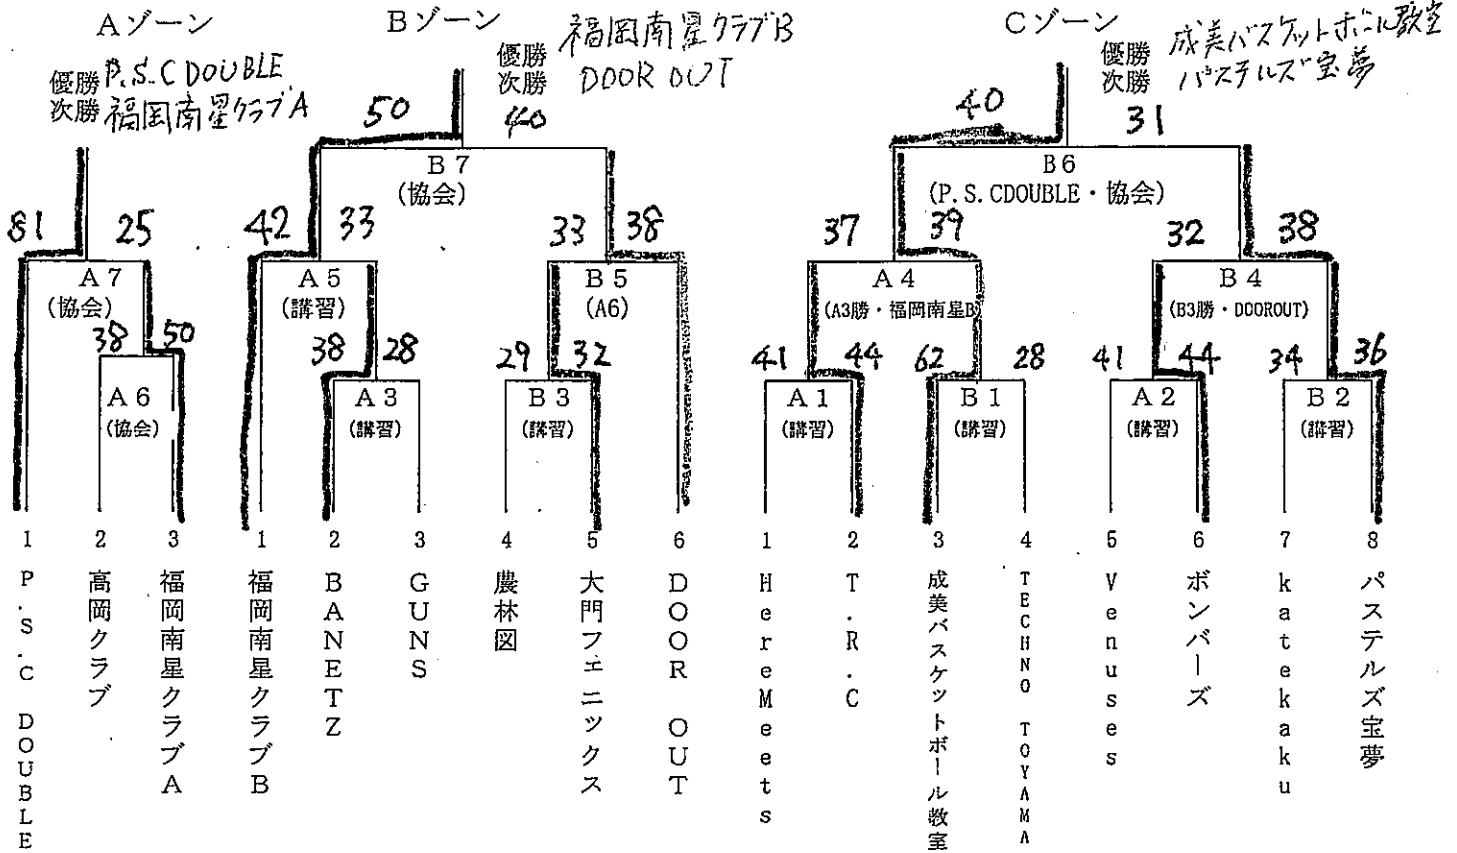 Aゾーン
優勝 P.S.C DOUBLE
次勝 福岡南星クラブA
Bゾーン
優勝 福岡南星クラブB
次勝 DOOR OUT
Cゾーン
優勝 成美バスケットボール教室
次勝 パステルズ宝夢
50 40
40 31
B7
(協会)
B6
(P.S.CDOUBLE・協会)
81 25
42 33
33 38
37 39
32 38
A7
(協会)
A5
(講習)
B5
(A6)
A4
(A3勝・福岡南星B)
B4
(B3勝・DOOROUT)
38 50
38 28
29 32
41 44
62 28
41 44
34 36
A6
(協会)
A3
(講習)
B3
(講習)
A1
(講習)
B1
(講習)
A2
(講習)
B2
(講習)
1 2 3 1 2 3 4 5 6 1 2 3 4 5 6 7 8
P.S.C DOUBLE
高岡クラブ
福岡南星クラブA
福岡南星クラブB
BANETZ
GUNS
農林図
大門フェニックス
DOOR OUT
HereMeets
T.R.C
成美バスケットボール教室
TECHNO TOYAMA
Venuses
ボンバーズ
katekaku
パステルズ宝夢